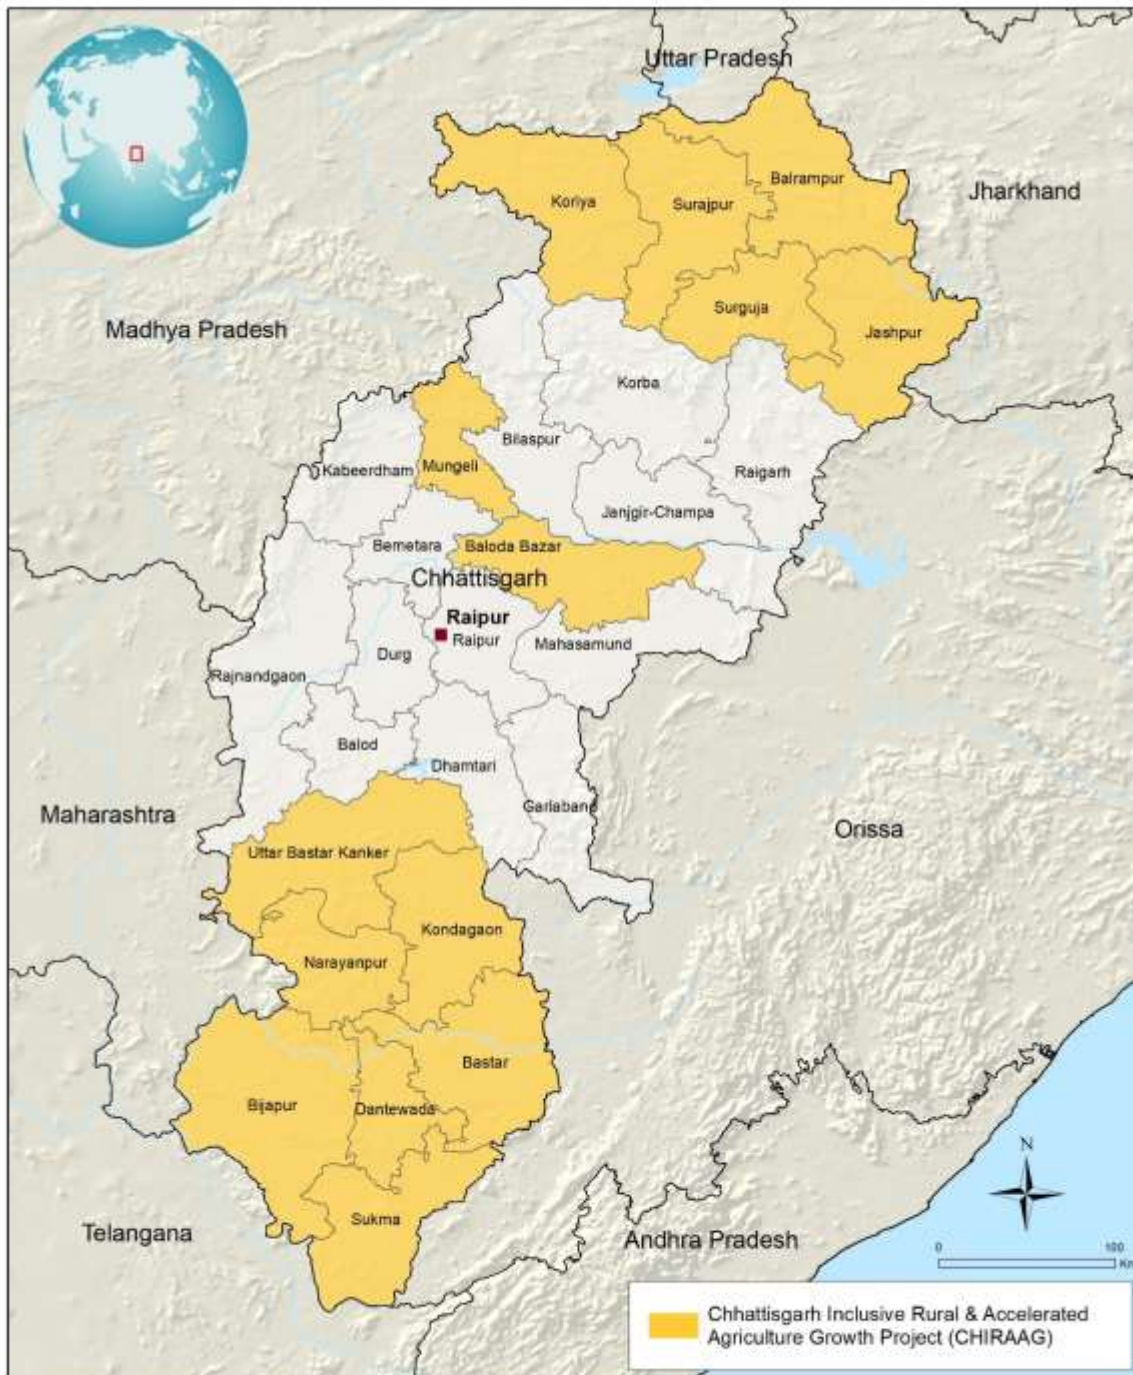 Uttar Pradesh
Balrampur
Jharkhand
Koriya
Surajpur
Surguja
Madhya Pradesh
Jashpur
Korba
Bilaspur
Kabeerdham
Mungeli
Raigarh
Janjgir-Champa
Bemetara
Baloda Bazar
Chhattisgarh
Raipur
Raipur
Mahasamund
Durg
Rajnandgaon
Balod
Dhamtari
Maharashtra
Gariaband
Orissa
Uttar Bastar Kanker
Kondagaon
Narayanpur
Bastar
Bijapur
Dantewada
N
Sukma
Telangana
Andhra Pradesh
0 100
Km
Chhattisgarh Inclusive Rural & Accelerated
Agriculture Growth Project (CHIRAAG)